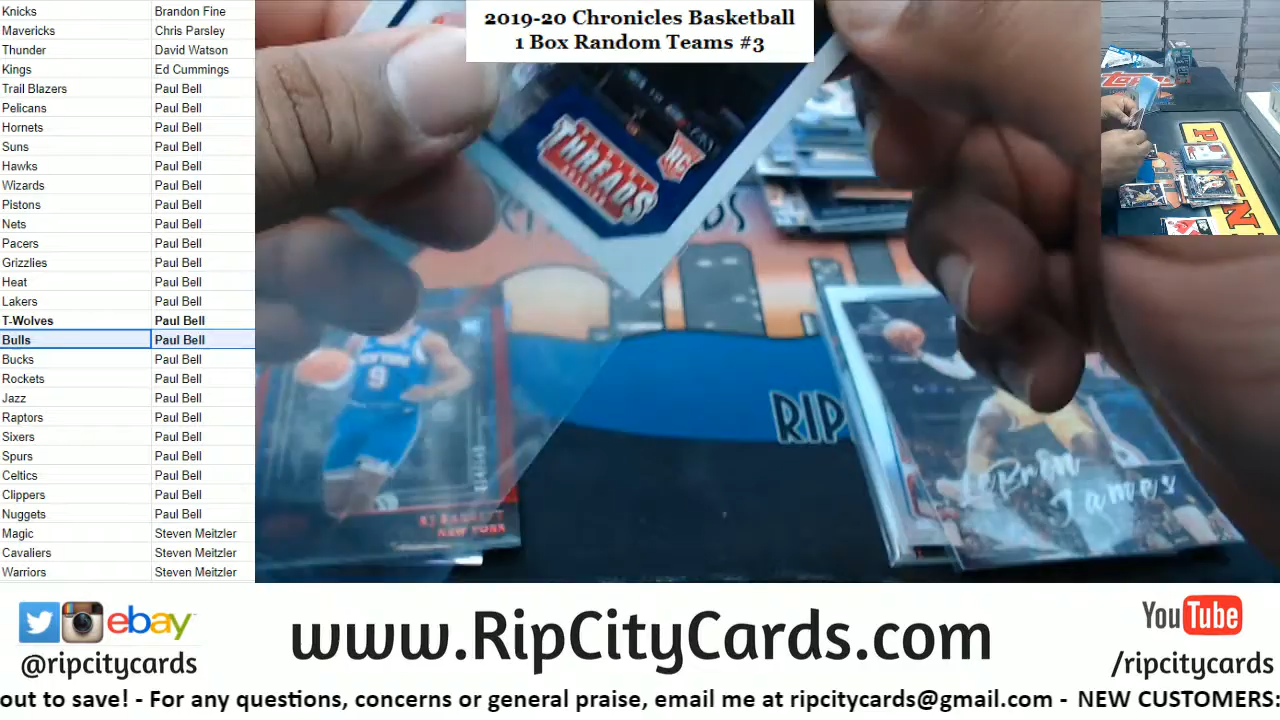 Knicks Brandon Fine
Mavericks Chris Parsley
Thunder David Watson
Kings Ed Cummings
Trail Blazers Paul Bell
Pelicans Paul Bell
Hornets Paul Bell
Suns Paul Bell
Hawks Paul Bell
Wizards Paul Bell
Pistons Paul Bell
Nets Paul Bell
Pacers Paul Bell
Grizzlies Paul Bell
Heat Paul Bell
Lakers Paul Bell
T-Wolves Paul Bell
Bulls Paul Bell
Bucks Paul Bell
Rockets Paul Bell
Jazz Paul Bell
Raptors Paul Bell
Sixers Paul Bell
Spurs Paul Bell
Celtics Paul Bell
Clippers Paul Bell
Nuggets Paul Bell
Magic Steven Meitzler
Cavaliers Steven Meitzler
Warriors Steven Meitzler
2019-20 Chronicles Basketball
1 Box Random Teams #3
THREADS
RC
NEW YORK
9
RJ BARRETT
NEW YORK
RIP
LeBron
James
ebay
@ripcitycards
www.RipCityCards.com
YouTube
/ripcitycards
out to save! - For any questions, concerns or general praise, email me at ripcitycards@gmail.com - NEW CUSTOMERS: